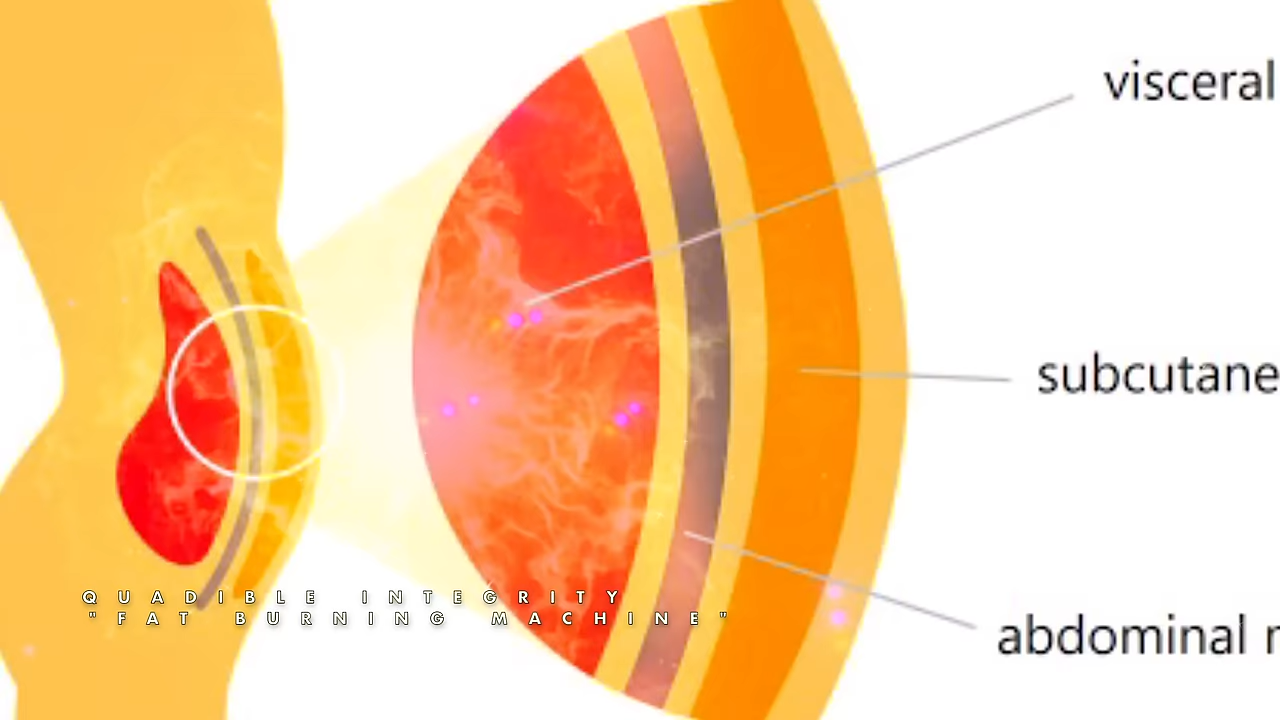 visceral
subcutane
abdominal
QUADIBLE INTEGRITY
"FAT BURNING MACHINE"